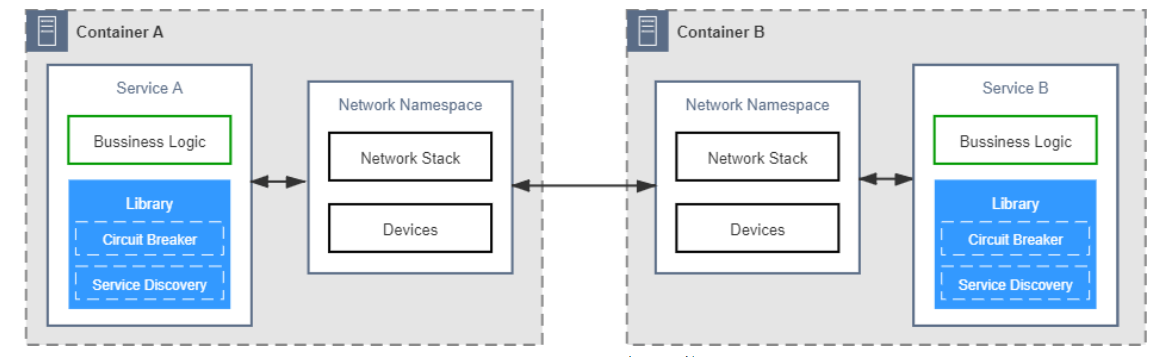 Container A
Service A
Bussiness Logic
Library
Circuit Breaker
Service Discovery
Network Namespace
Network Stack
Devices
Container B
Network Namespace
Network Stack
Devices
Service B
Bussiness Logic
Library
Circuit Breaker
Service Discovery